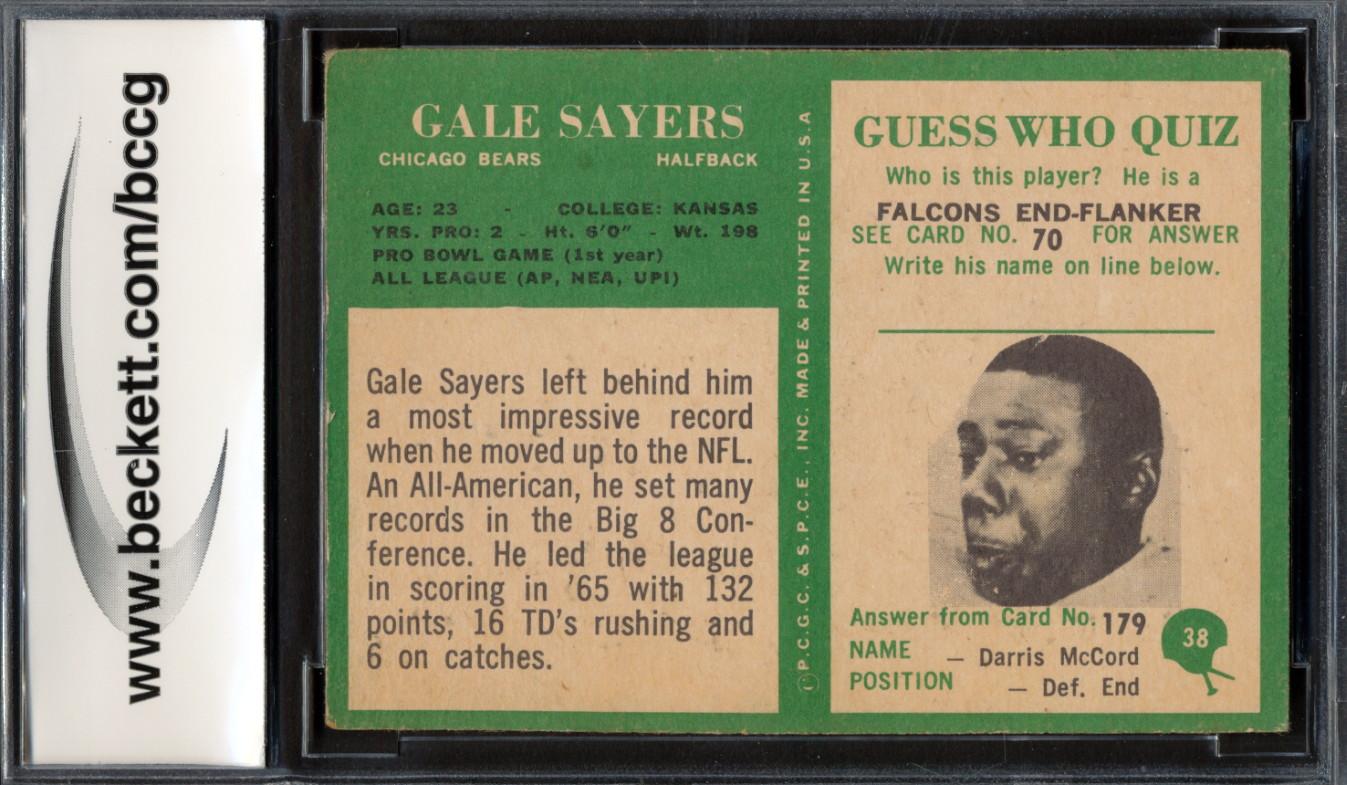 www.beckett.com/bccg
GALE SAYERS
CHICAGO BEARS HALFBACK
AGE: 23 - COLLEGE: KANSAS
YRS. PRO: 2 - Ht. 6'0" - Wt. 198
PRO BOWL GAME (1st year)
ALL LEAGUE (AP, NEA, UPI)
Gale Sayers left behind him
a most impressive record
when he moved up to the NFL.
An All-American, he set many
records in the Big 8 Con-
ference. He led the league
in scoring in '65 with 132
points, 16 TD's rushing and
6 on catches.
Ⓒ P.C.G.C. & S.P.C.E., INC. MADE & PRINTED IN U.S.A
GUESS WHO QUIZ
Who is this player? He is a
FALCONS END-FLANKER
SEE CARD NO. 70 FOR ANSWER
Write his name on line below.
Answer from Card No. 179
NAME — Darris McCord
POSITION — Def. End
38